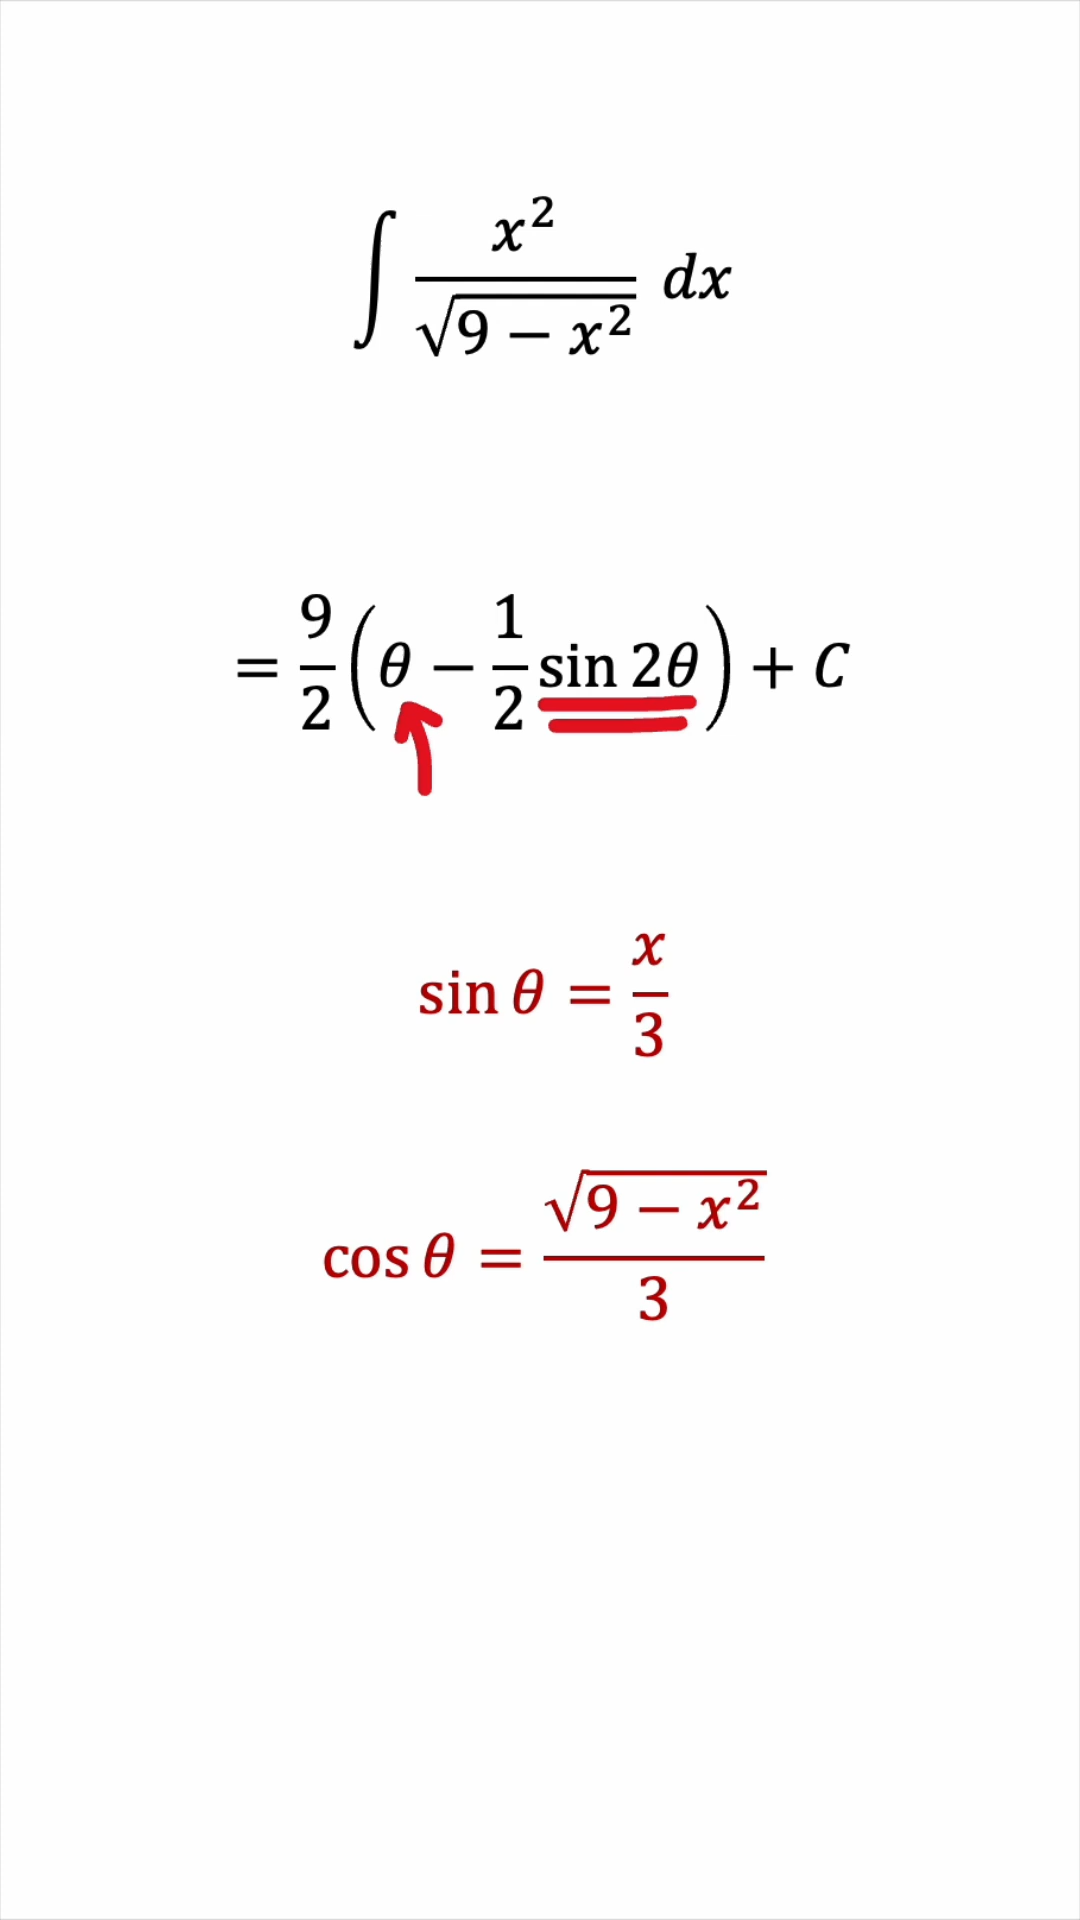 ∫ x²/√(9 − x²) dx
= 9/2 (θ − 1/2 sin 2θ) + C
sin θ = x/3
cos θ = √(9 − x²)/3